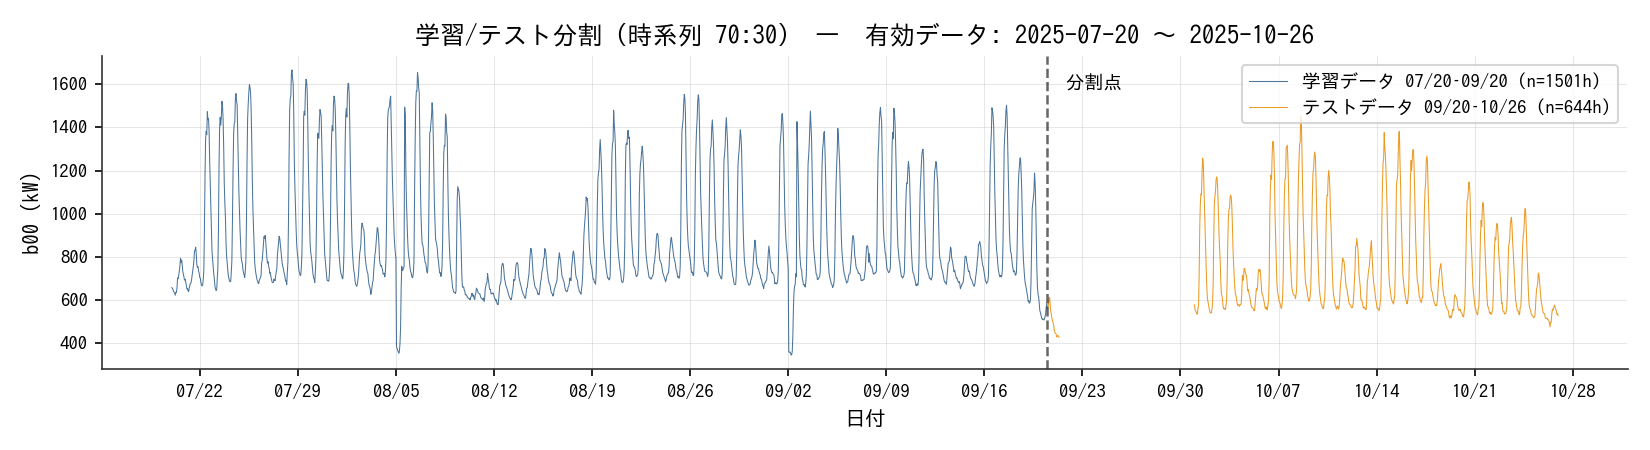 学習/テスト分割 (時系列 70:30) — 有効データ: 2025-07-20 〜 2025-10-26
分割点
学習データ 07/20-09/20 (n=1501h)
テストデータ 09/20-10/26 (n=644h)
b00 (kW)
1600
1400
1200
1000
800
600
400
07/22 07/29 08/05 08/12 08/19 08/26 09/02 09/09 09/16 09/23 09/30 10/07 10/14 10/21 10/28
日付